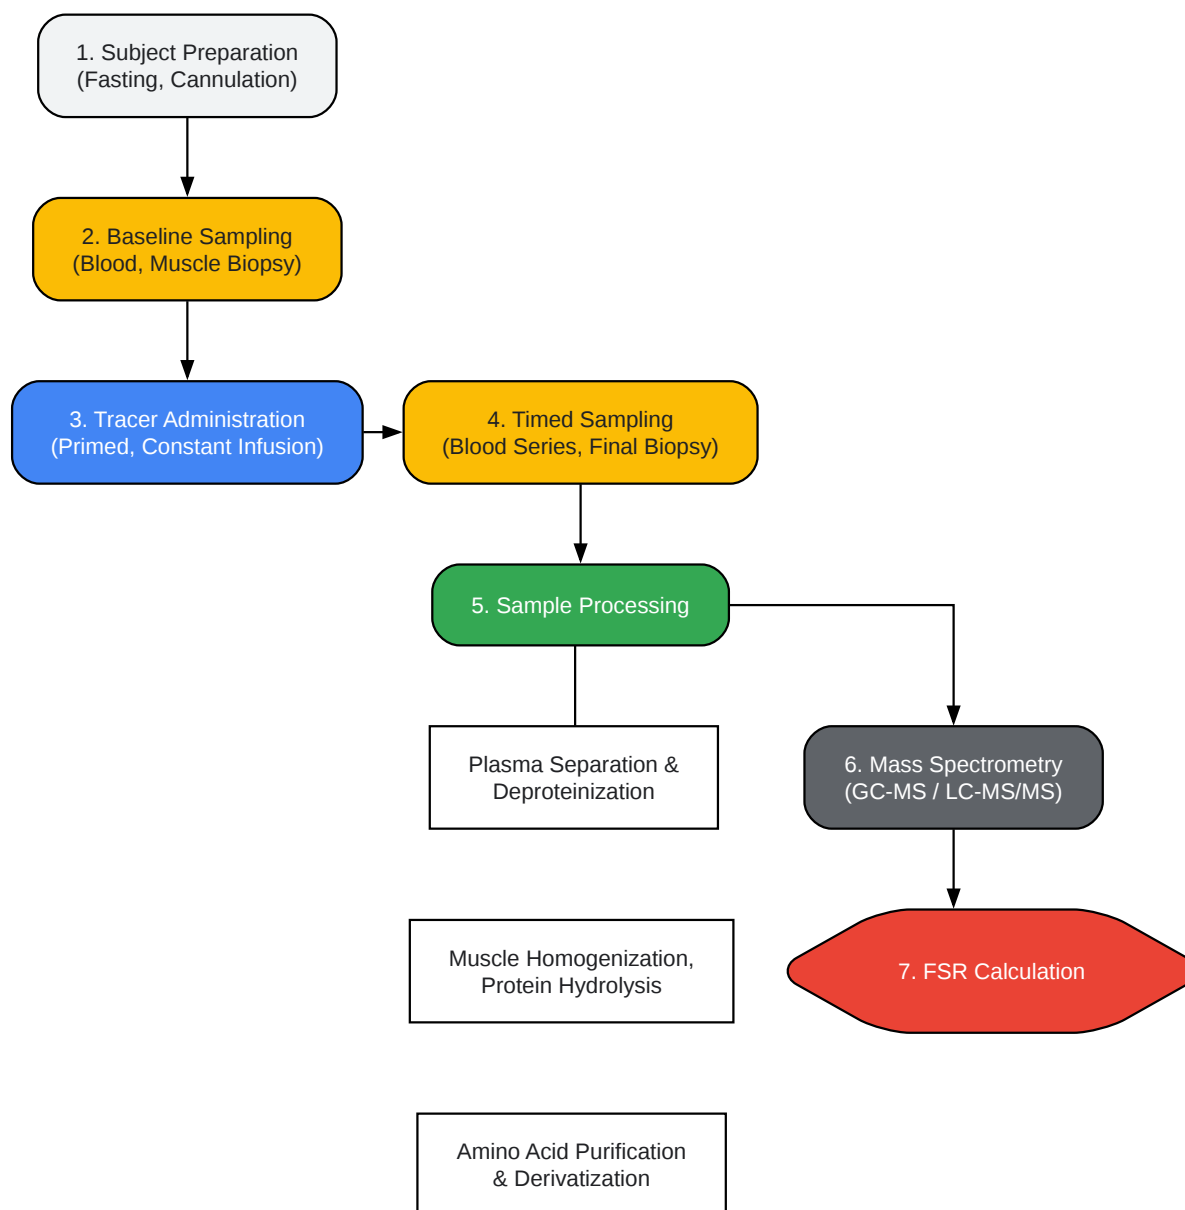 1. Subject Preparation
(Fasting, Cannulation)
2. Baseline Sampling
(Blood, Muscle Biopsy)
3. Tracer Administration
(Primed, Constant Infusion)
4. Timed Sampling
(Blood Series, Final Biopsy)
5. Sample Processing
Plasma Separation &
Deproteinization
6. Mass Spectrometry
(GC-MS / LC-MS/MS)
Muscle Homogenization,
Protein Hydrolysis
7. FSR Calculation
Amino Acid Purification
& Derivatization